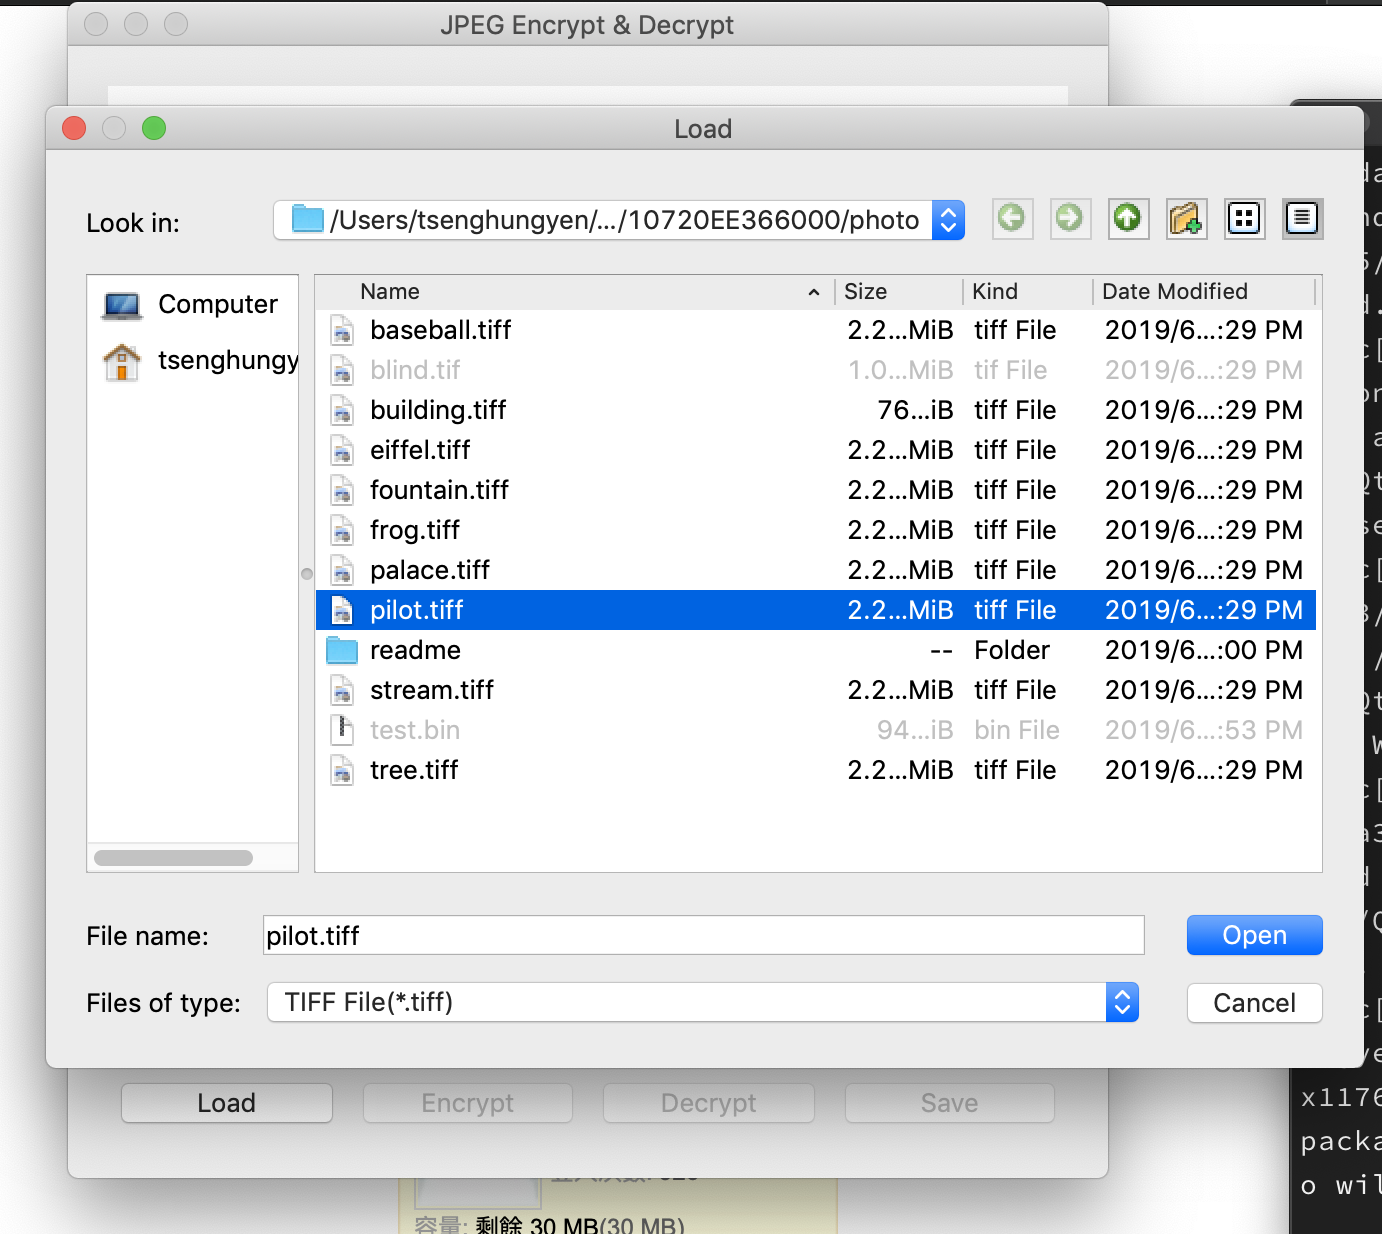 JPEG Encrypt & Decrypt
Load
Look in:
/Users/tsenghungyen/.../10720EE366000/photo
Computer
tsenghungy
Name Size Kind Date Modified
baseball.tiff 2.2...MiB tiff File 2019/6...:29 PM
blind.tif 1.0...MiB tif File 2019/6...:29 PM
building.tiff 76...iB tiff File 2019/6...:29 PM
eiffel.tiff 2.2...MiB tiff File 2019/6...:29 PM
fountain.tiff 2.2...MiB tiff File 2019/6...:29 PM
frog.tiff 2.2...MiB tiff File 2019/6...:29 PM
palace.tiff 2.2...MiB tiff File 2019/6...:29 PM
pilot.tiff 2.2...MiB tiff File 2019/6...:29 PM
readme -- Folder 2019/6...:00 PM
stream.tiff 2.2...MiB tiff File 2019/6...:29 PM
test.bin 94...iB bin File 2019/6...:53 PM
tree.tiff 2.2...MiB tiff File 2019/6...:29 PM
File name: pilot.tiff Open
Files of type: TIFF File(*.tiff) Cancel
Load Encrypt Decrypt Save
容量: 剩餘 30 MB(30 MB)
x1176
packa
o wil